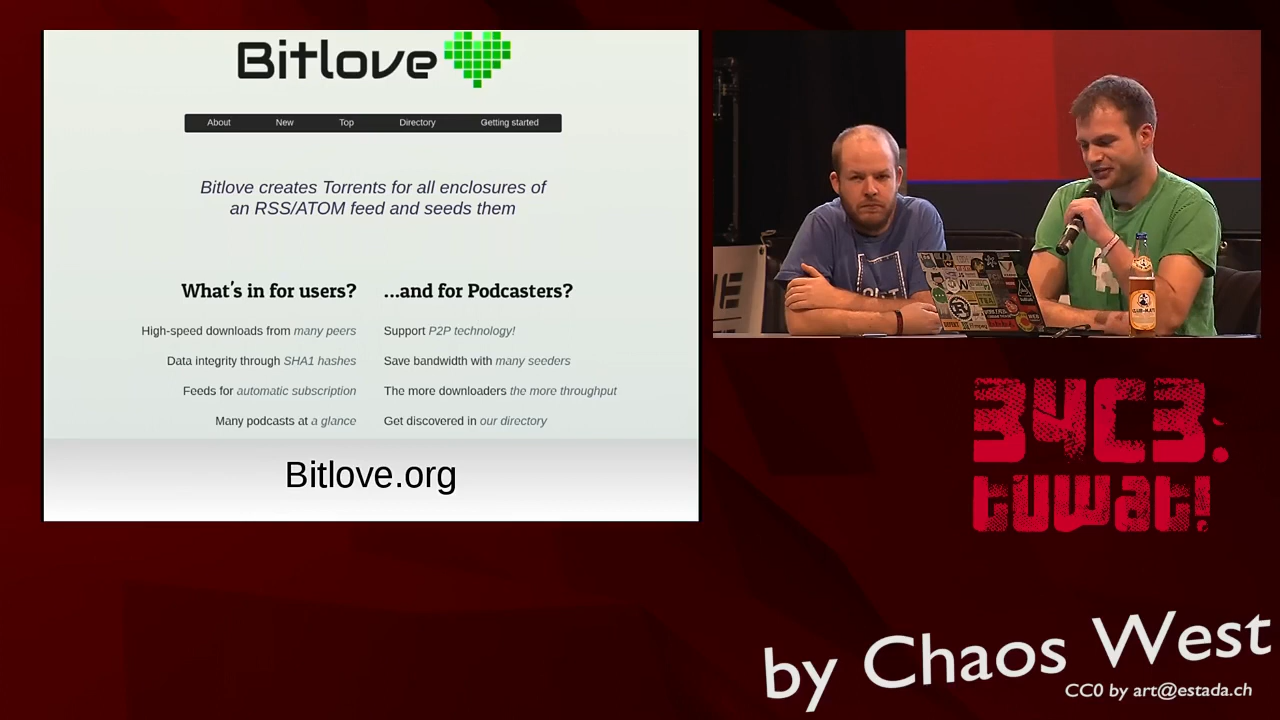 Bitlove
About New Top Directory Getting started
Bitlove creates Torrents for all enclosures of
an RSS/ATOM feed and seeds them
What's in for users? ...and for Podcasters?
High-speed downloads from many peers Support P2P technology!
Data integrity through SHA1 hashes Save bandwidth with many seeders
Feeds for automatic subscription The more downloaders the more throughput
Many podcasts at a glance Get discovered in our directory
Bitlove.org
34C3:
tuwat!
by Chaos West
CC0 by art@estada.ch